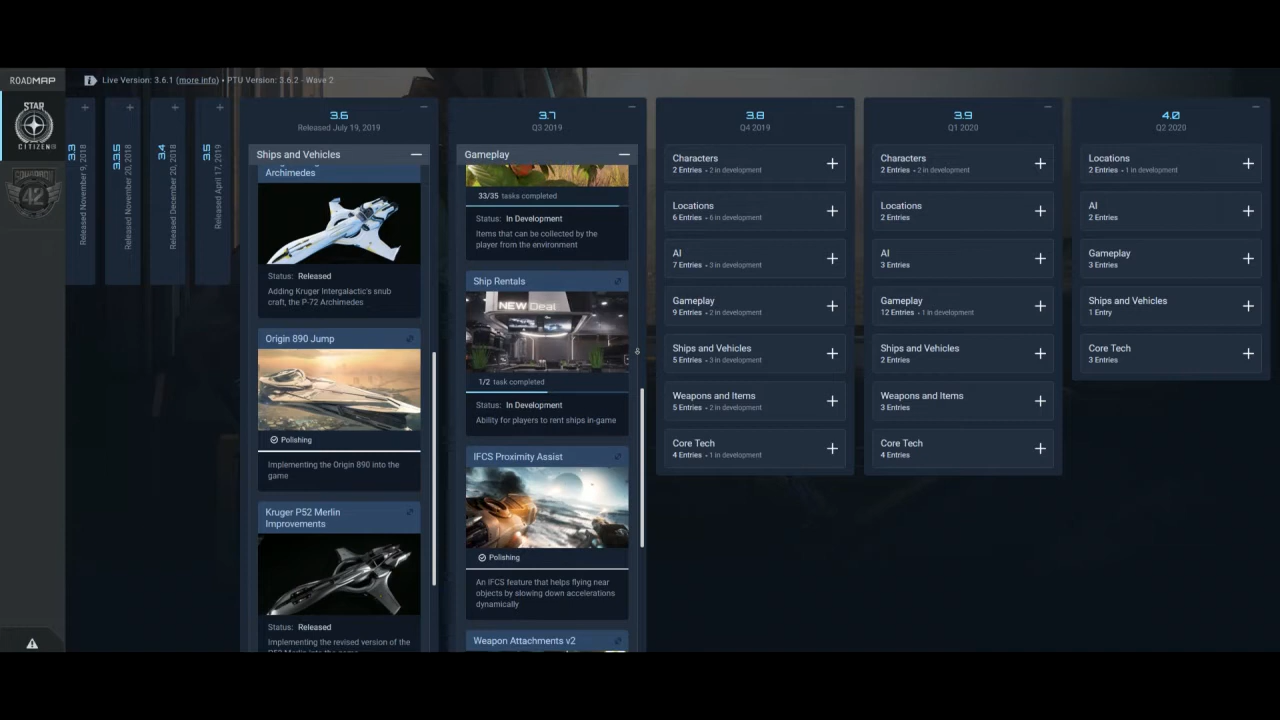 ROADMAP
Live Version: 3.6.1 (more info) • PTU Version: 3.6.2 - Wave 2
STAR
CITIZEN
SQUADRON
42
3.3
Released November 9, 2018
3.3.5
Released November 20, 2018
3.4
Released December 20, 2018
3.5
Released April 17, 2019
3.6
Released July 19, 2019
Ships and Vehicles
Archimedes
Status: Released
Adding Kruger Intergalactic's snub
craft, the P-72 Archimedes
Origin 890 Jump
Polishing
Implementing the Origin 890 into the
game
Kruger P52 Merlin
Improvements
Status: Released
Implementing the revised version of the
P52 Merlin into the game
3.7
Q3 2019
Gameplay
33/35 tasks completed
Status: In Development
Items that can be collected by the
player from the environment
Ship Rentals
NEW Deal
1/2 task completed
Status: In Development
Ability for players to rent ships in-game
IFCS Proximity Assist
Polishing
An IFCS feature that helps flying near
objects by slowing down accelerations
dynamically
Weapon Attachments v2
3.8
Q4 2019
Characters
2 Entries • 2 in development
Locations
6 Entries • 6 in development
AI
7 Entries • 3 in development
Gameplay
9 Entries • 2 in development
Ships and Vehicles
5 Entries • 3 in development
Weapons and Items
5 Entries • 2 in development
Core Tech
4 Entries • 1 in development
3.9
Q1 2020
Characters
2 Entries • 2 in development
Locations
2 Entries
AI
3 Entries
Gameplay
12 Entries • 1 in development
Ships and Vehicles
2 Entries
Weapons and Items
3 Entries
Core Tech
4 Entries
4.0
Q2 2020
Locations
2 Entries • 1 in development
AI
2 Entries
Gameplay
3 Entries
Ships and Vehicles
1 Entry
Core Tech
3 Entries